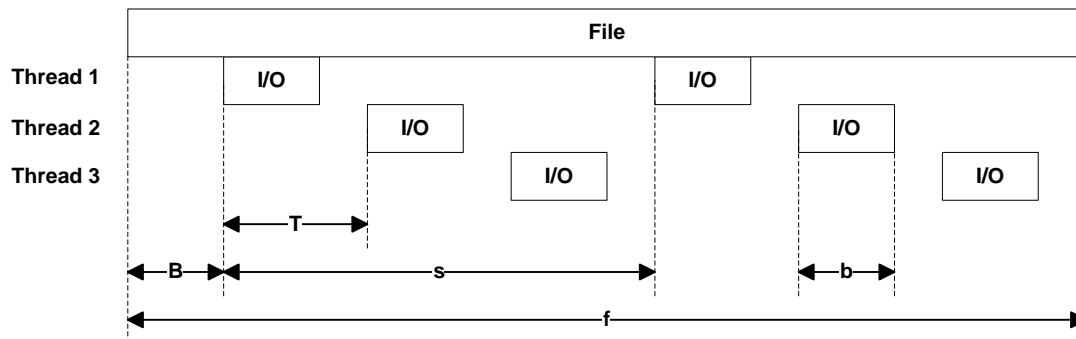 File
Thread 1 I/O I/O
Thread 2 I/O I/O
Thread 3 I/O I/O
T
B s b
f